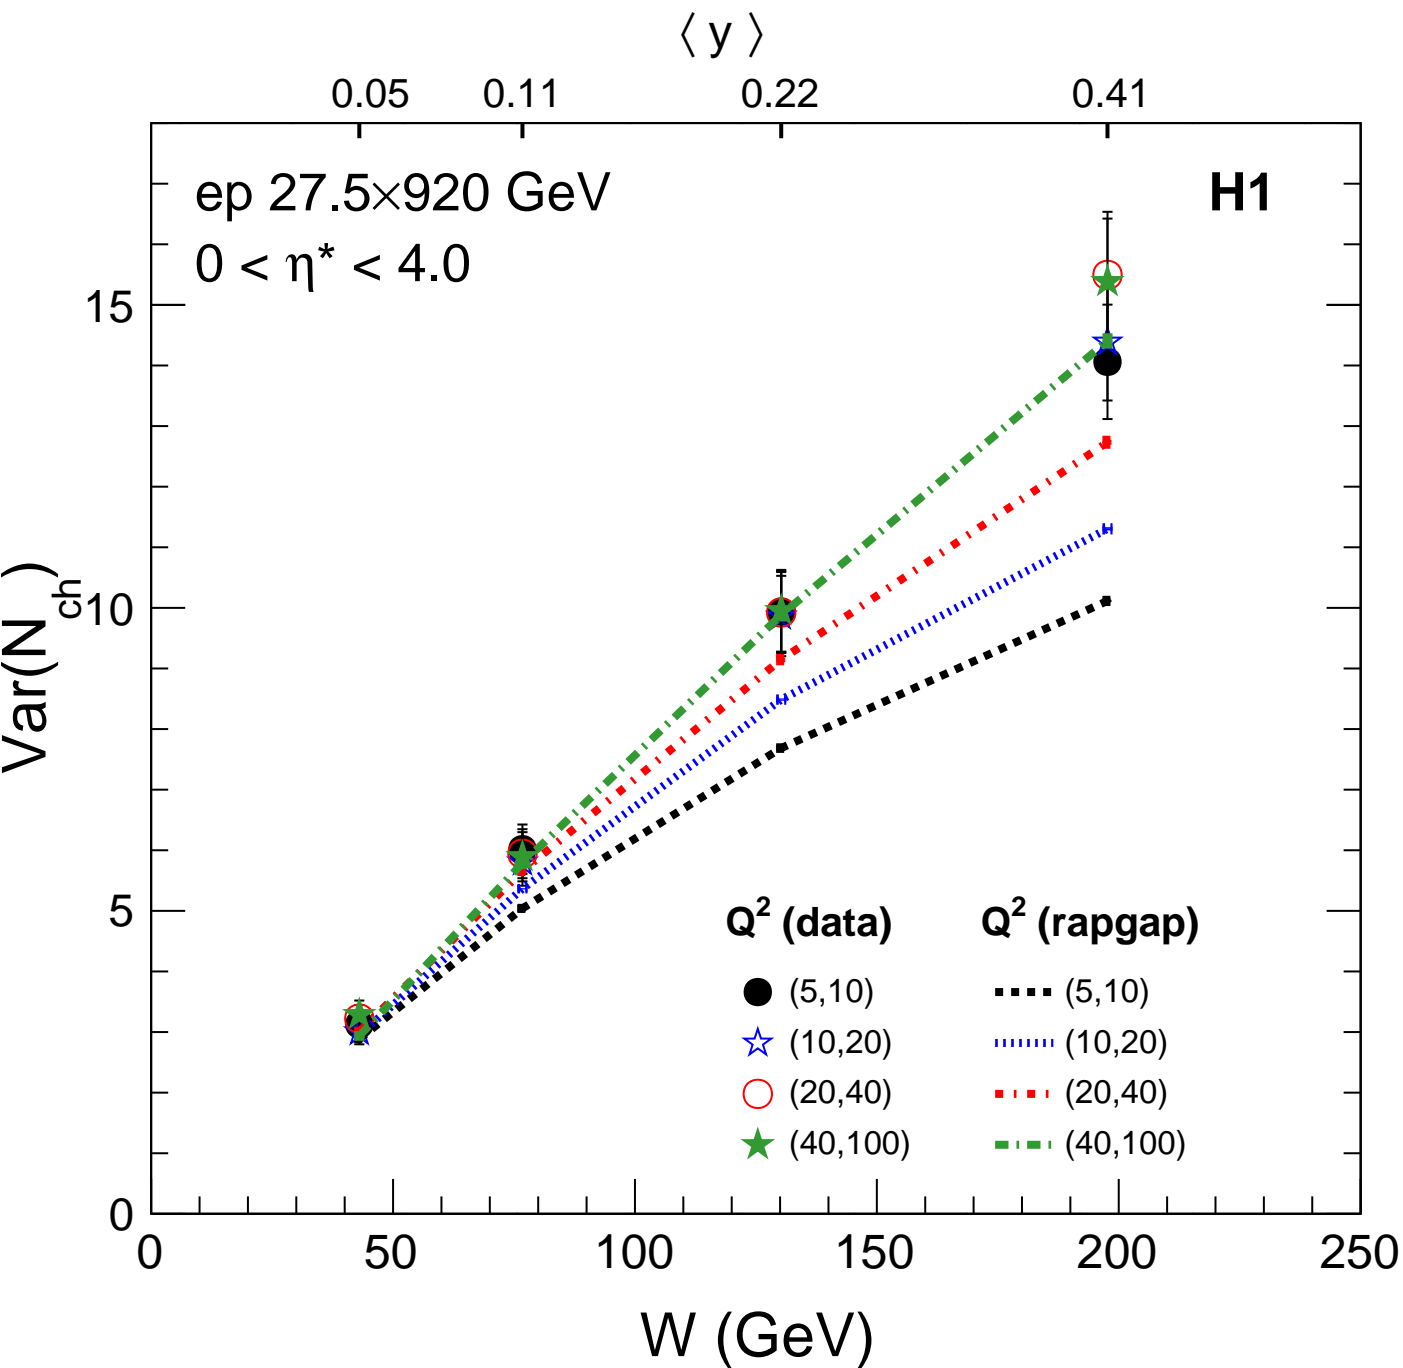 ⟨ y ⟩
0.05 0.11 0.22 0.41
ep 27.5×920 GeV
H1
0 < η* < 4.0
15
10
5
0
Var(N_ch)
Q² (data) Q² (rapgap)
(5,10) (5,10)
(10,20) (10,20)
(20,40) (20,40)
(40,100) (40,100)
0 50 100 150 200 250
W (GeV)